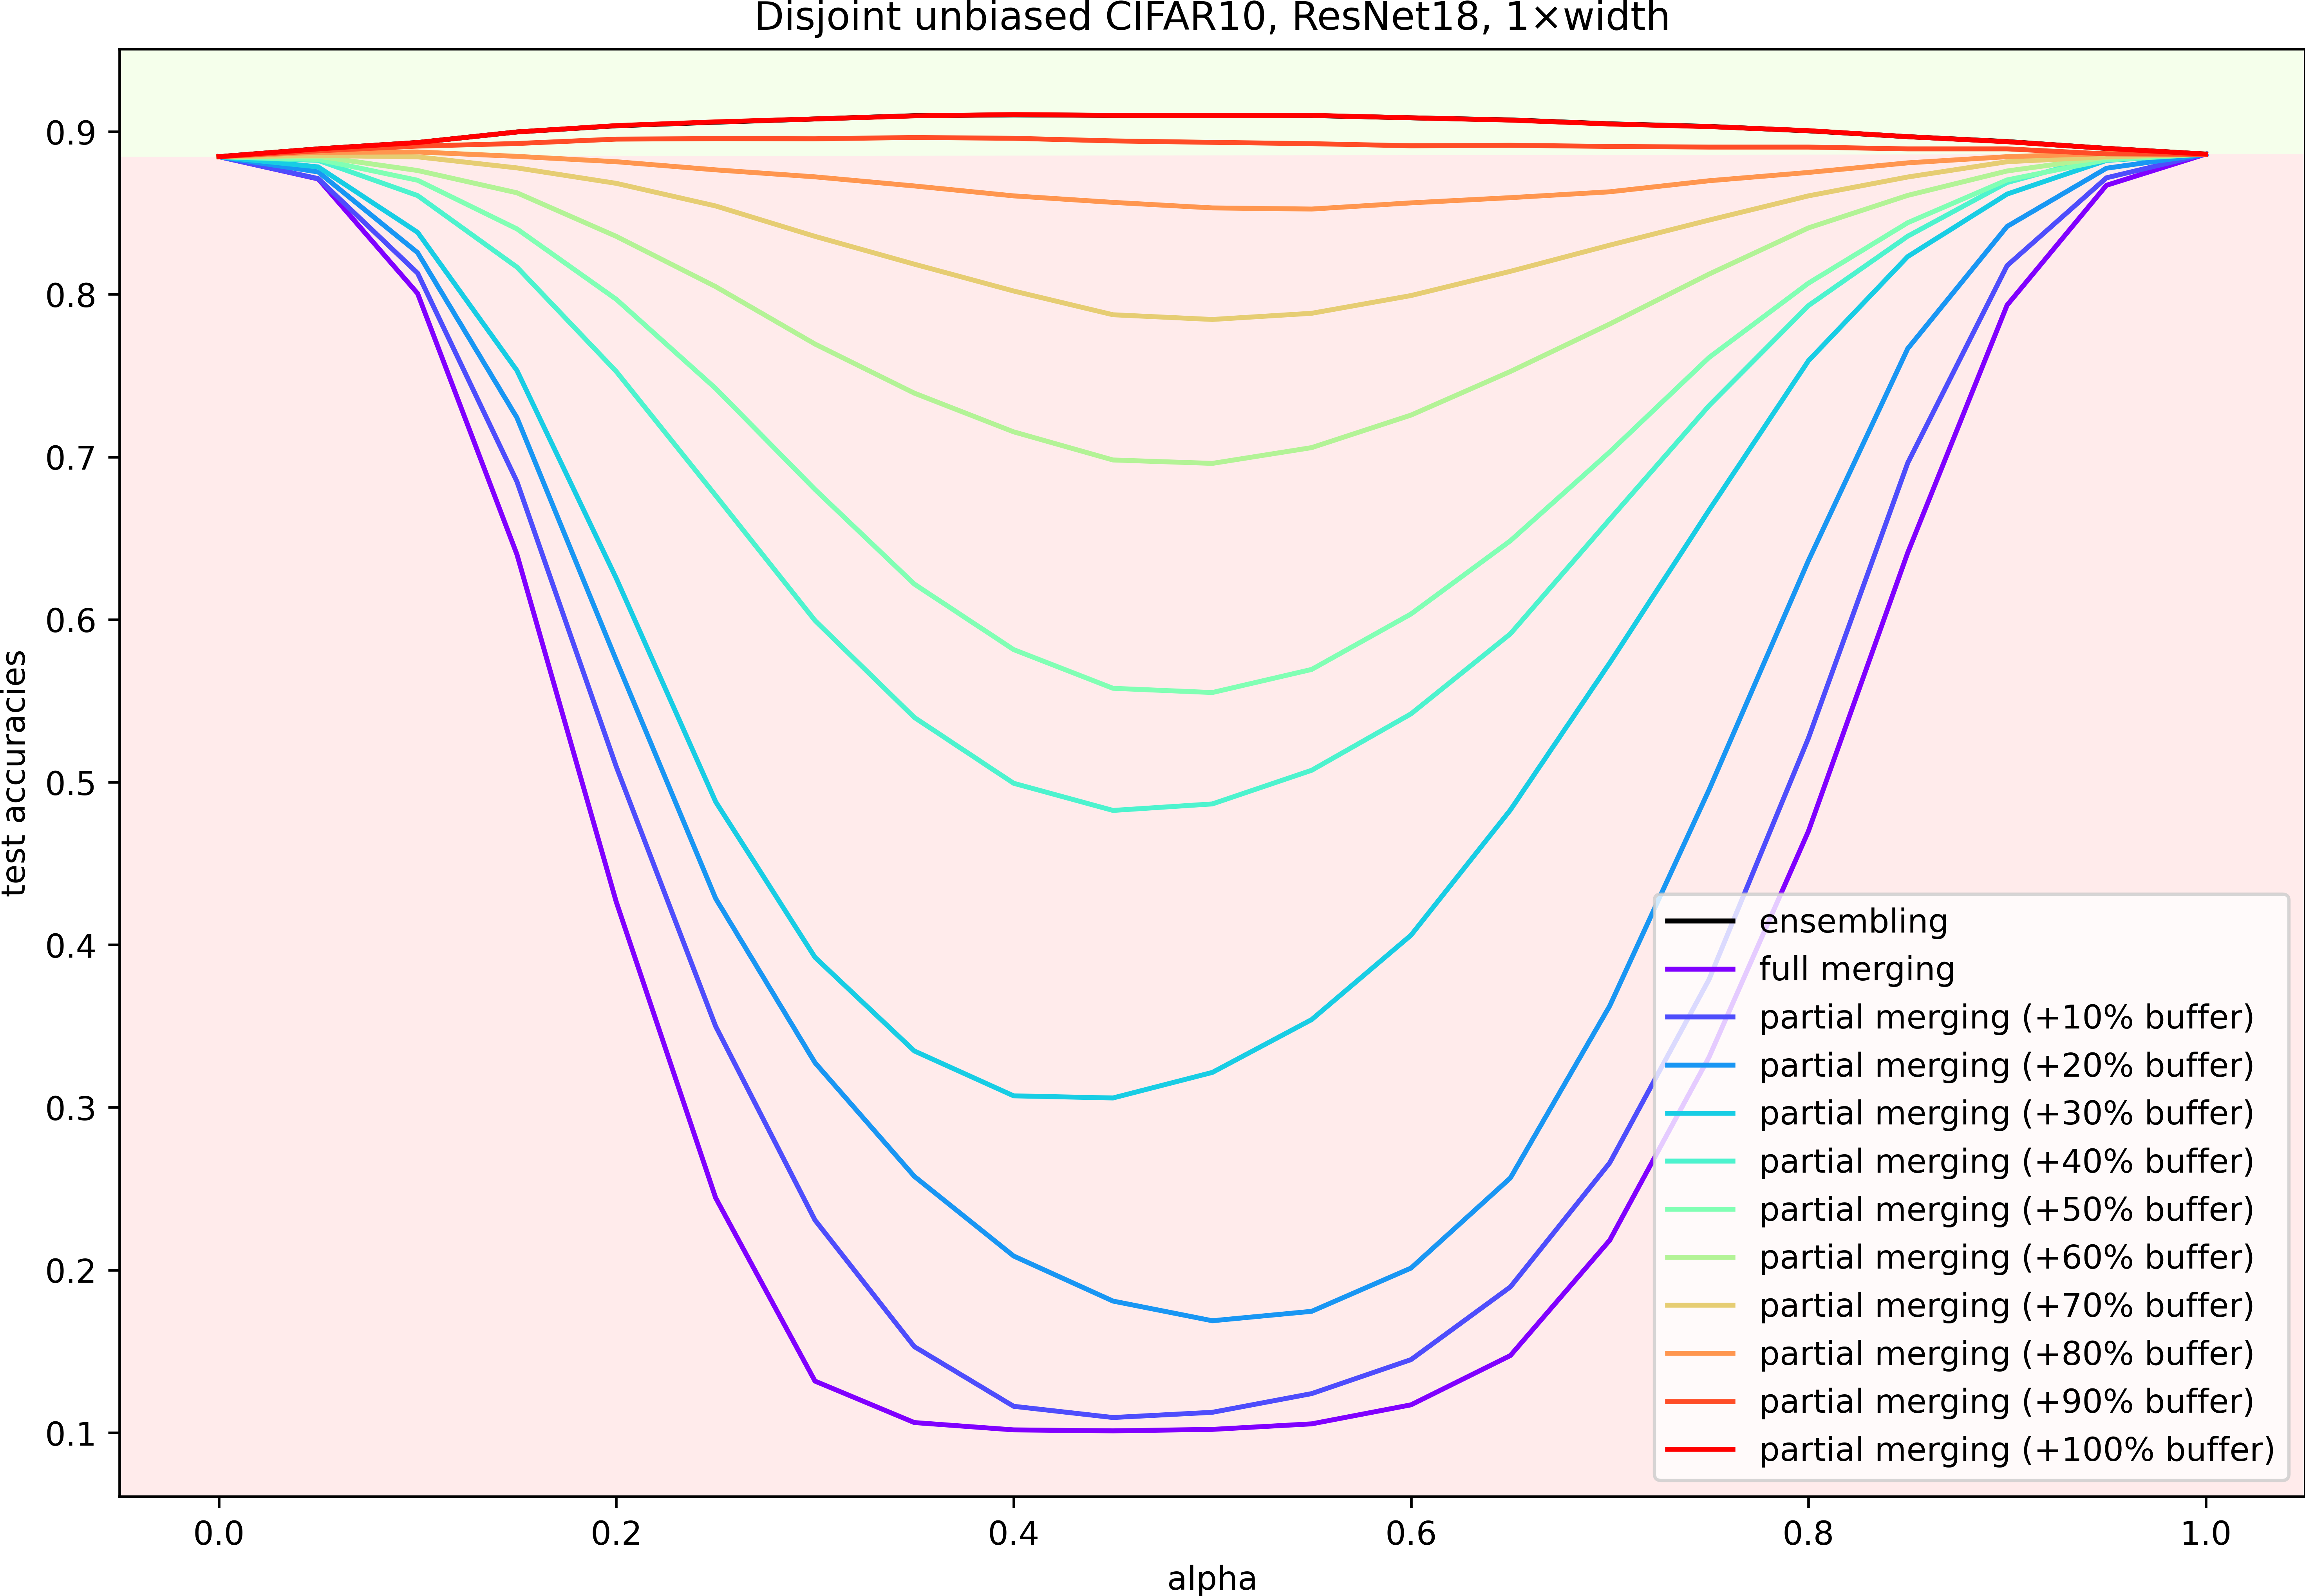 Disjoint unbiased CIFAR10, ResNet18, 1×width
test accuracies
0.9
0.8
0.7
0.6
0.5
0.4
0.3
0.2
0.1
ensembling
full merging
partial merging (+10% buffer)
partial merging (+20% buffer)
partial merging (+30% buffer)
partial merging (+40% buffer)
partial merging (+50% buffer)
partial merging (+60% buffer)
partial merging (+70% buffer)
partial merging (+80% buffer)
partial merging (+90% buffer)
partial merging (+100% buffer)
0.0 0.2 0.4 0.6 0.8 1.0
alpha